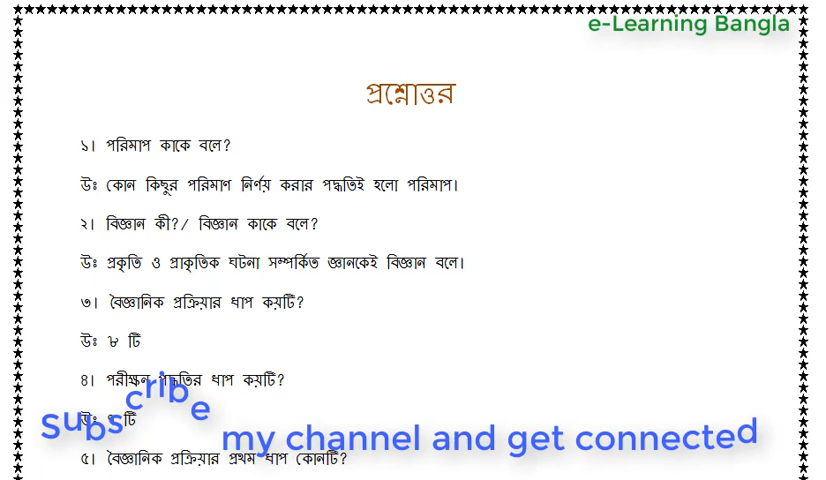 e-Learning Bangla
প্রশ্নোত্তর
১। পরিমাপ কাকে বলে?
উঃ কোন কিছুর পরিমাণ নির্ণয় করার পদ্ধতিই হলো পরিমাপ।
২। বিজ্ঞান কী?/ বিজ্ঞান কাকে বলে?
উঃ প্রকৃতি ও প্রাকৃতিক ঘটনা সম্পর্কিত জ্ঞানকেই বিজ্ঞান বলে।
৩। বৈজ্ঞানিক প্রক্রিয়ার ধাপ কয়টি?
উঃ ৮ টি
৪। পরীক্ষন পদ্ধতির ধাপ কয়টি?
উঃ টি
Subscribe my channel and get connected
৫। বৈজ্ঞানিক প্রক্রিয়ার প্রথম ধাপ কোনটি?